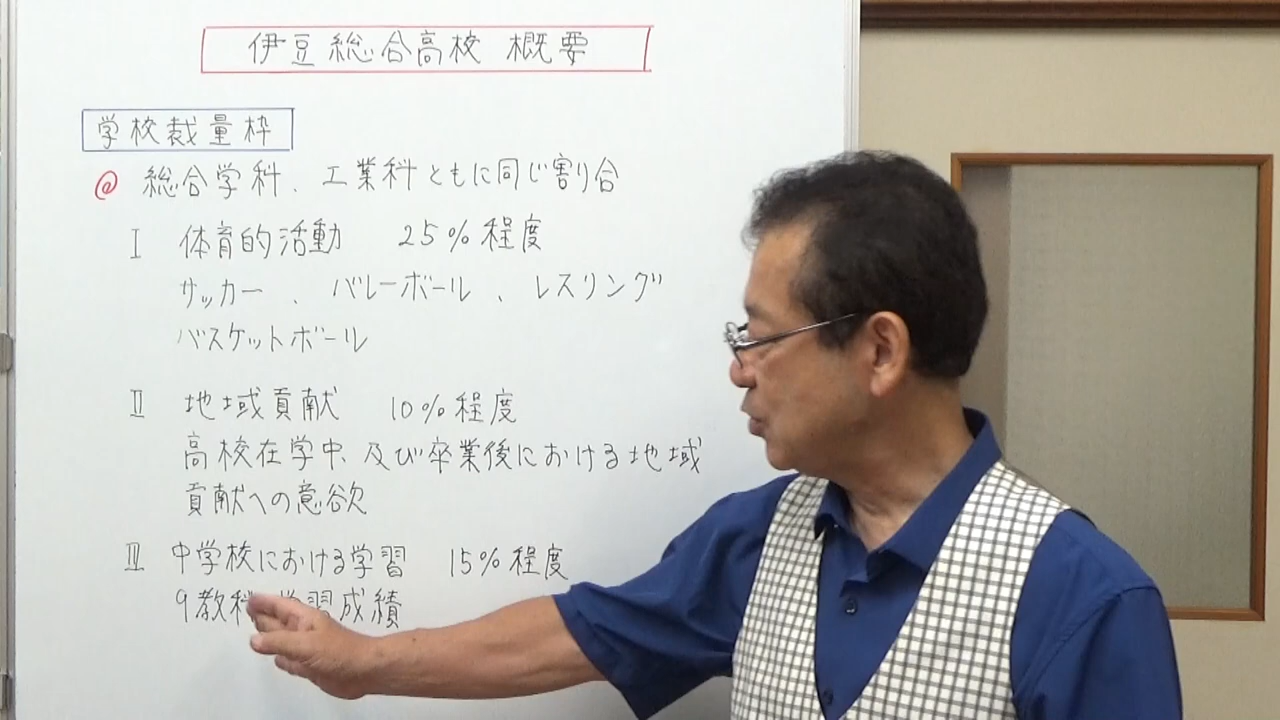 伊豆総合高校 概要
学校裁量枠
@ 総合学科、工業科ともに同じ割合
Ⅰ 体育的活動 25%程度
サッカー、バレーボール、レスリング
バスケットボール
Ⅱ 地域貢献 10%程度
高校在学中、及び卒業後における地域
貢献への意欲
Ⅲ 中学校における学習 15%程度
9教科 学習成績